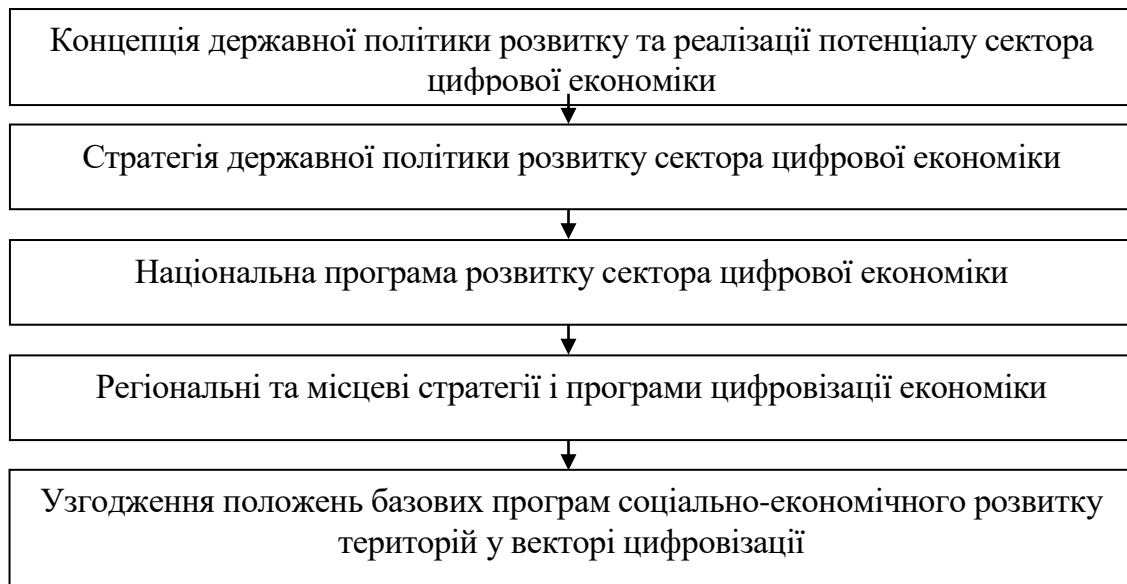 Концепція державної політики розвитку та реалізації потенціалу сектора
цифрової економіки
Стратегія державної політики розвитку сектора цифрової економіки
Національна програма розвитку сектора цифрової економіки
Регіональні та місцеві стратегії і програми цифровізації економіки
Узгодження положень базових програм соціально-економічного розвитку
територій у векторі цифровізації